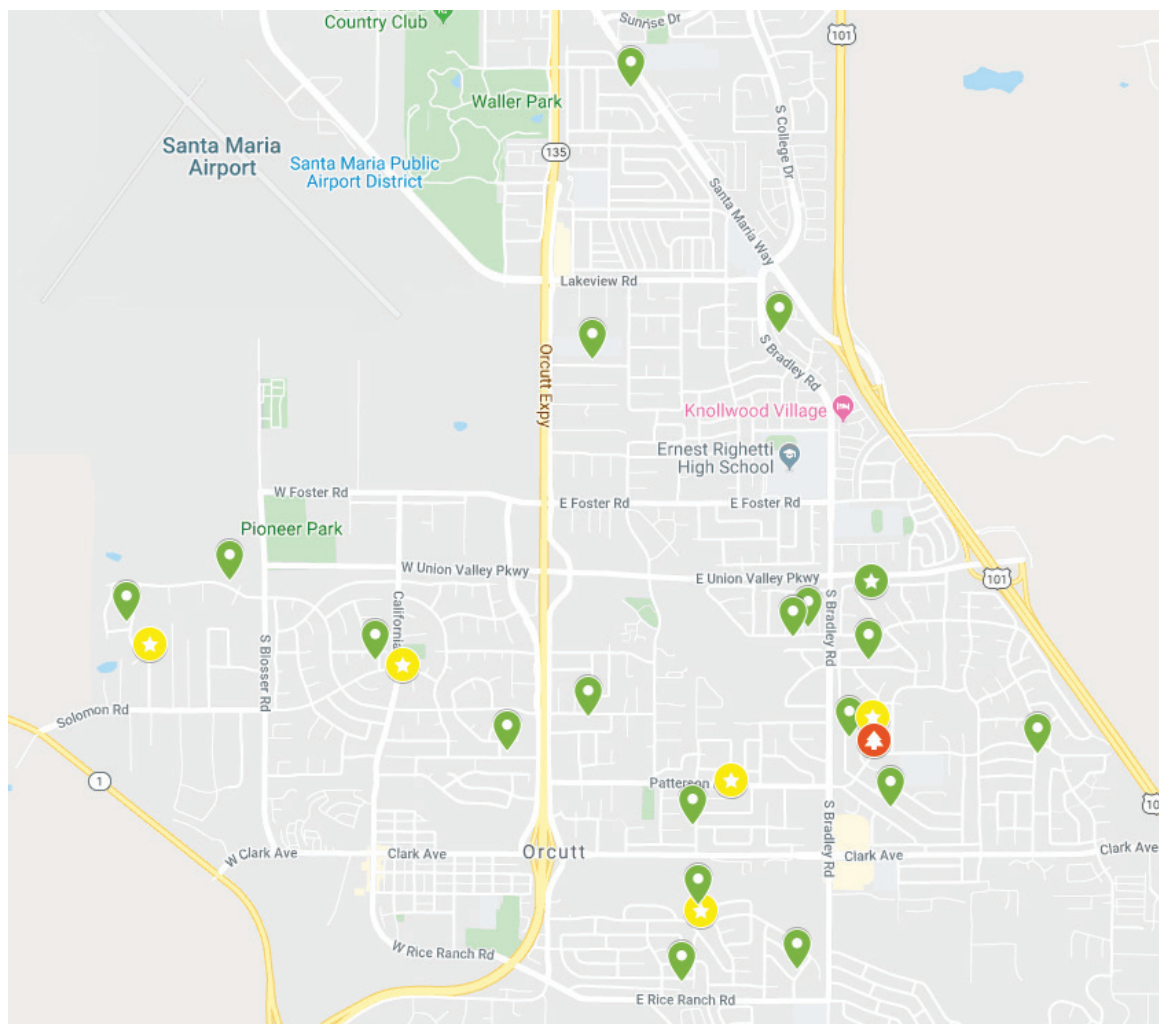 Country Club
Sunrise Dr
101
Waller Park
S College Dr
135
Santa Maria
Airport
Santa Maria Public
Airport District
Santa Maria Way
Lakeview Rd
Orcutt Expy
S Bradley Rd
Knollwood Village
Ernest Righetti
High School
W Foster Rd
E Foster Rd
E Foster Rd
Pioneer Park
W Union Valley Pkwy
E Union Valley Pkwy
101
California
S Bradley Rd
S Blosser Rd
Solomon Rd
1
Patterson
S Bradley Rd
10
W Clark Ave
Clark Ave
Orcutt
Clark Ave
Clark Ave
W Rice Ranch Rd
E Rice Ranch Rd